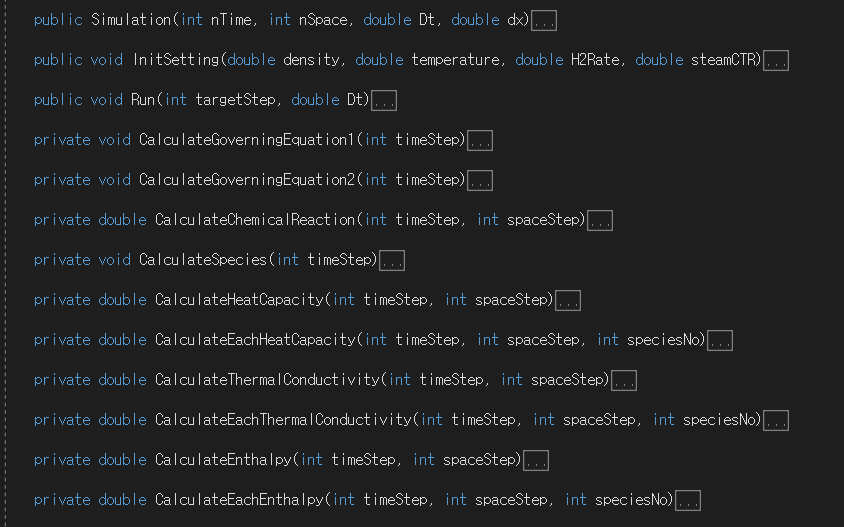 public Simulation(int nTime, int nSpace, double Dt, double dx)...
public void InitSetting(double density, double temperature, double H2Rate, double steamCTR)...
public void Run(int targetStep, double Dt)...
private void CalculateGoverningEquation1(int timeStep)...
private void CalculateGoverningEquation2(int timeStep)...
private double CalculateChemicalReaction(int timeStep, int spaceStep)...
private void CalculateSpecies(int timeStep)...
private double CalculateHeatCapacity(int timeStep, int spaceStep)...
private double CalculateEachHeatCapacity(int timeStep, int spaceStep, int speciesNo)...
private double CalculateThermalConductivity(int timeStep, int spaceStep)...
private double CalculateEachThermalConductivity(int timeStep, int spaceStep, int speciesNo)...
private double CalculateEnthalpy(int timeStep, int spaceStep)...
private double CalculateEachEnthalpy(int timeStep, int spaceStep, int speciesNo)...